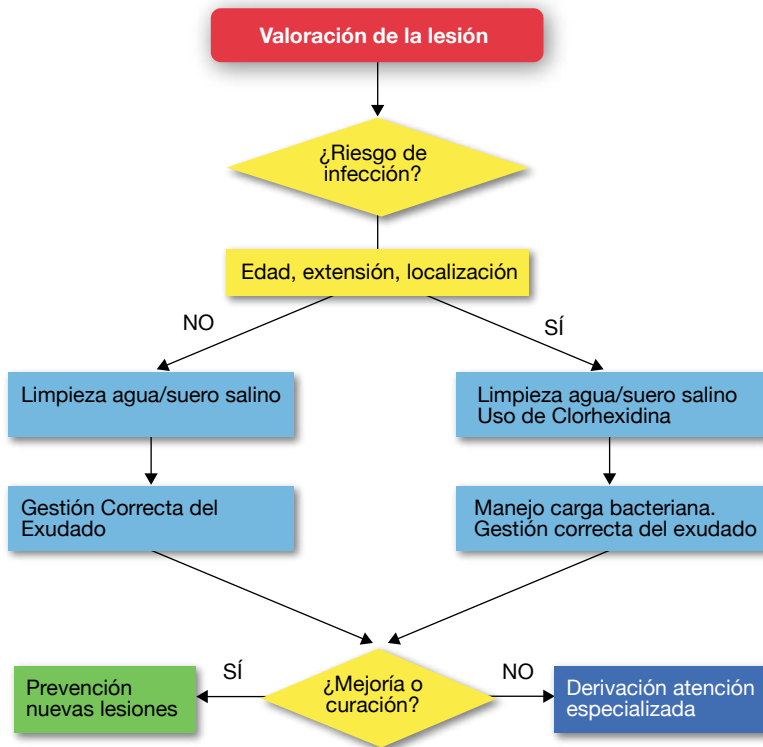 Valoración de la lesión
¿Riesgo de
infección?
Edad, extensión, localización
NO
SÍ
Limpieza agua/suero salino
Limpieza agua/suero salino
Uso de Clorhexidina
Gestión Correcta del
Exudado
Manejo carga bacteriana.
Gestión correcta del exudado
SÍ
¿Mejoría o
curación?
NO
Prevención
nuevas lesiones
Derivación atención
especializada